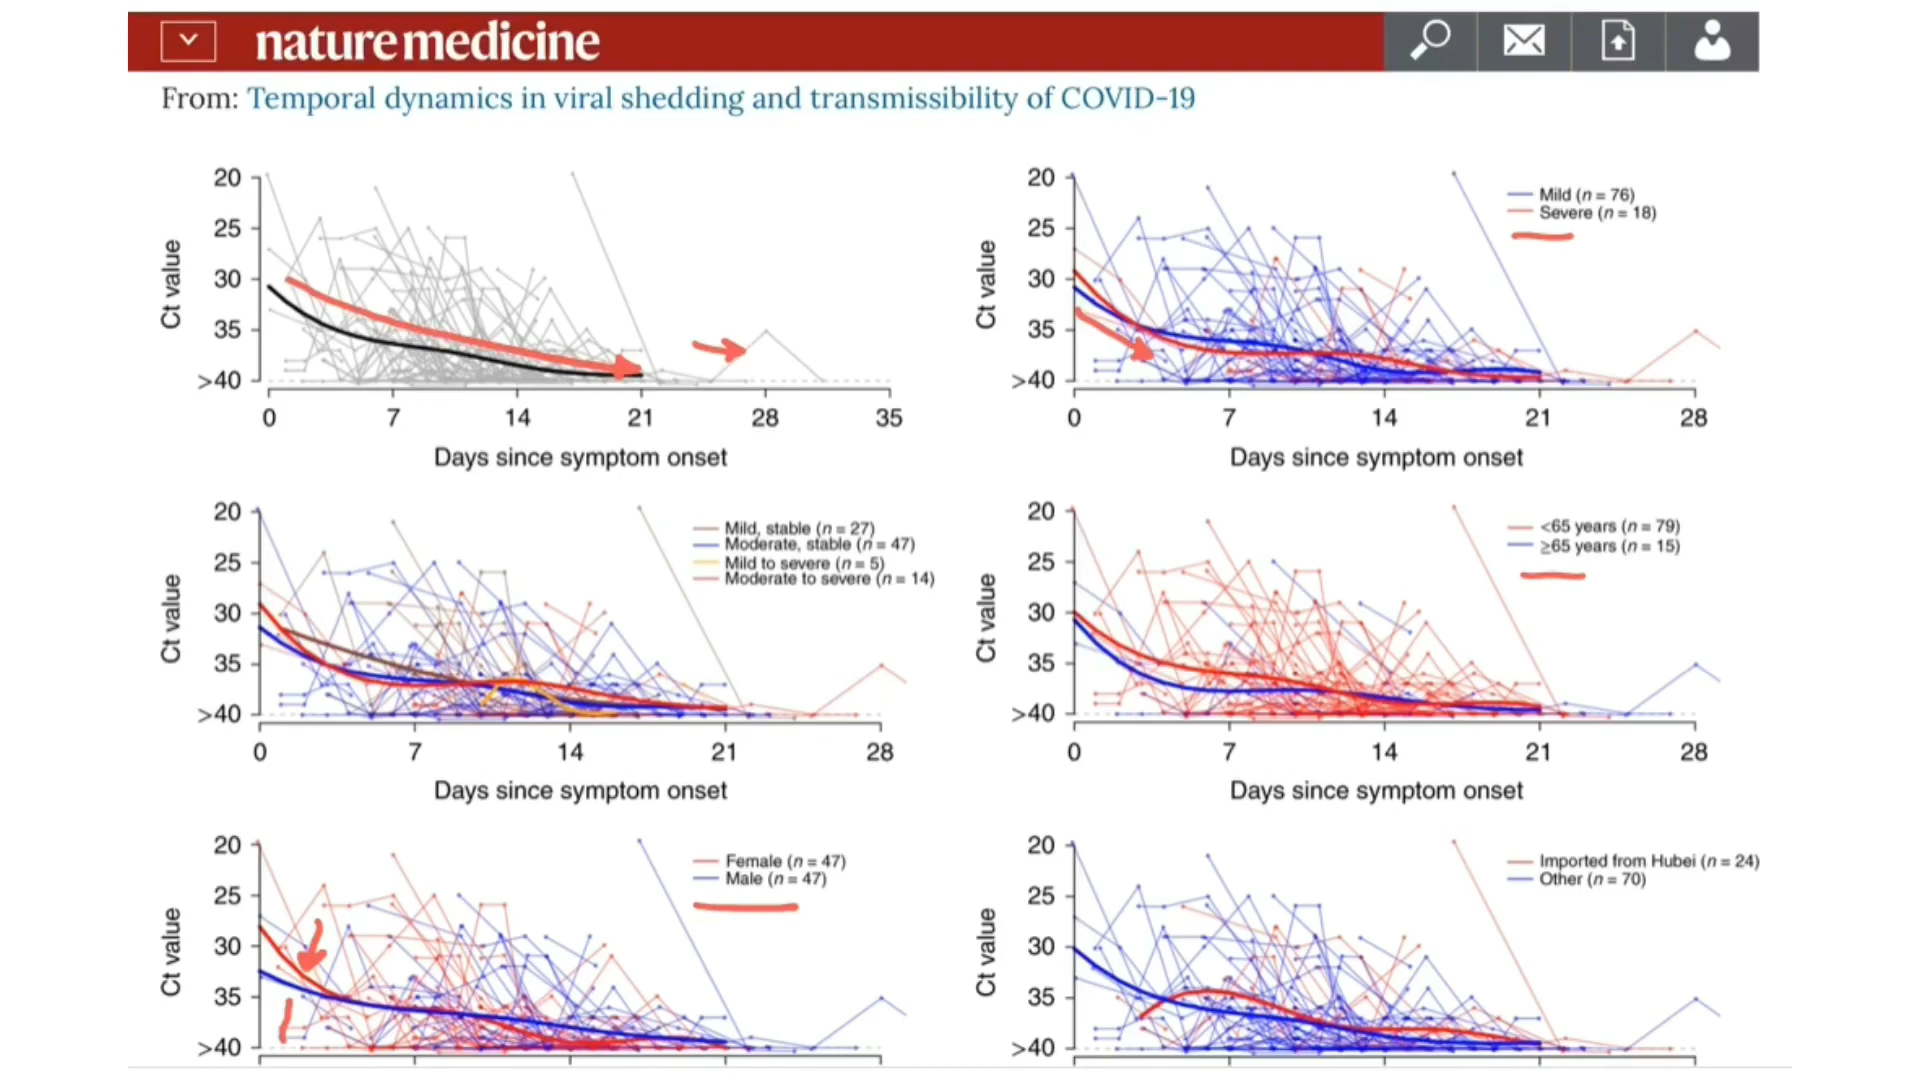 nature medicine
From: Temporal dynamics in viral shedding and transmissibility of COVID-19
20
25
30
35
>40
Ct value
0 7 14 21 28 35
Days since symptom onset
20
25
30
35
>40
Ct value
Mild (n = 76)
Severe (n = 18)
0 7 14 21 28
Days since symptom onset
20
25
30
35
>40
Ct value
Mild, stable (n = 27)
Moderate, stable (n = 47)
Mild to severe (n = 5)
Moderate to severe (n = 14)
0 7 14 21 28
Days since symptom onset
20
25
30
35
>40
Ct value
<65 years (n = 79)
≥65 years (n = 15)
0 7 14 21 28
Days since symptom onset
20
25
30
35
>40
Ct value
Female (n = 47)
Male (n = 47)
20
25
30
35
>40
Ct value
Imported from Hubei (n = 24)
Other (n = 70)